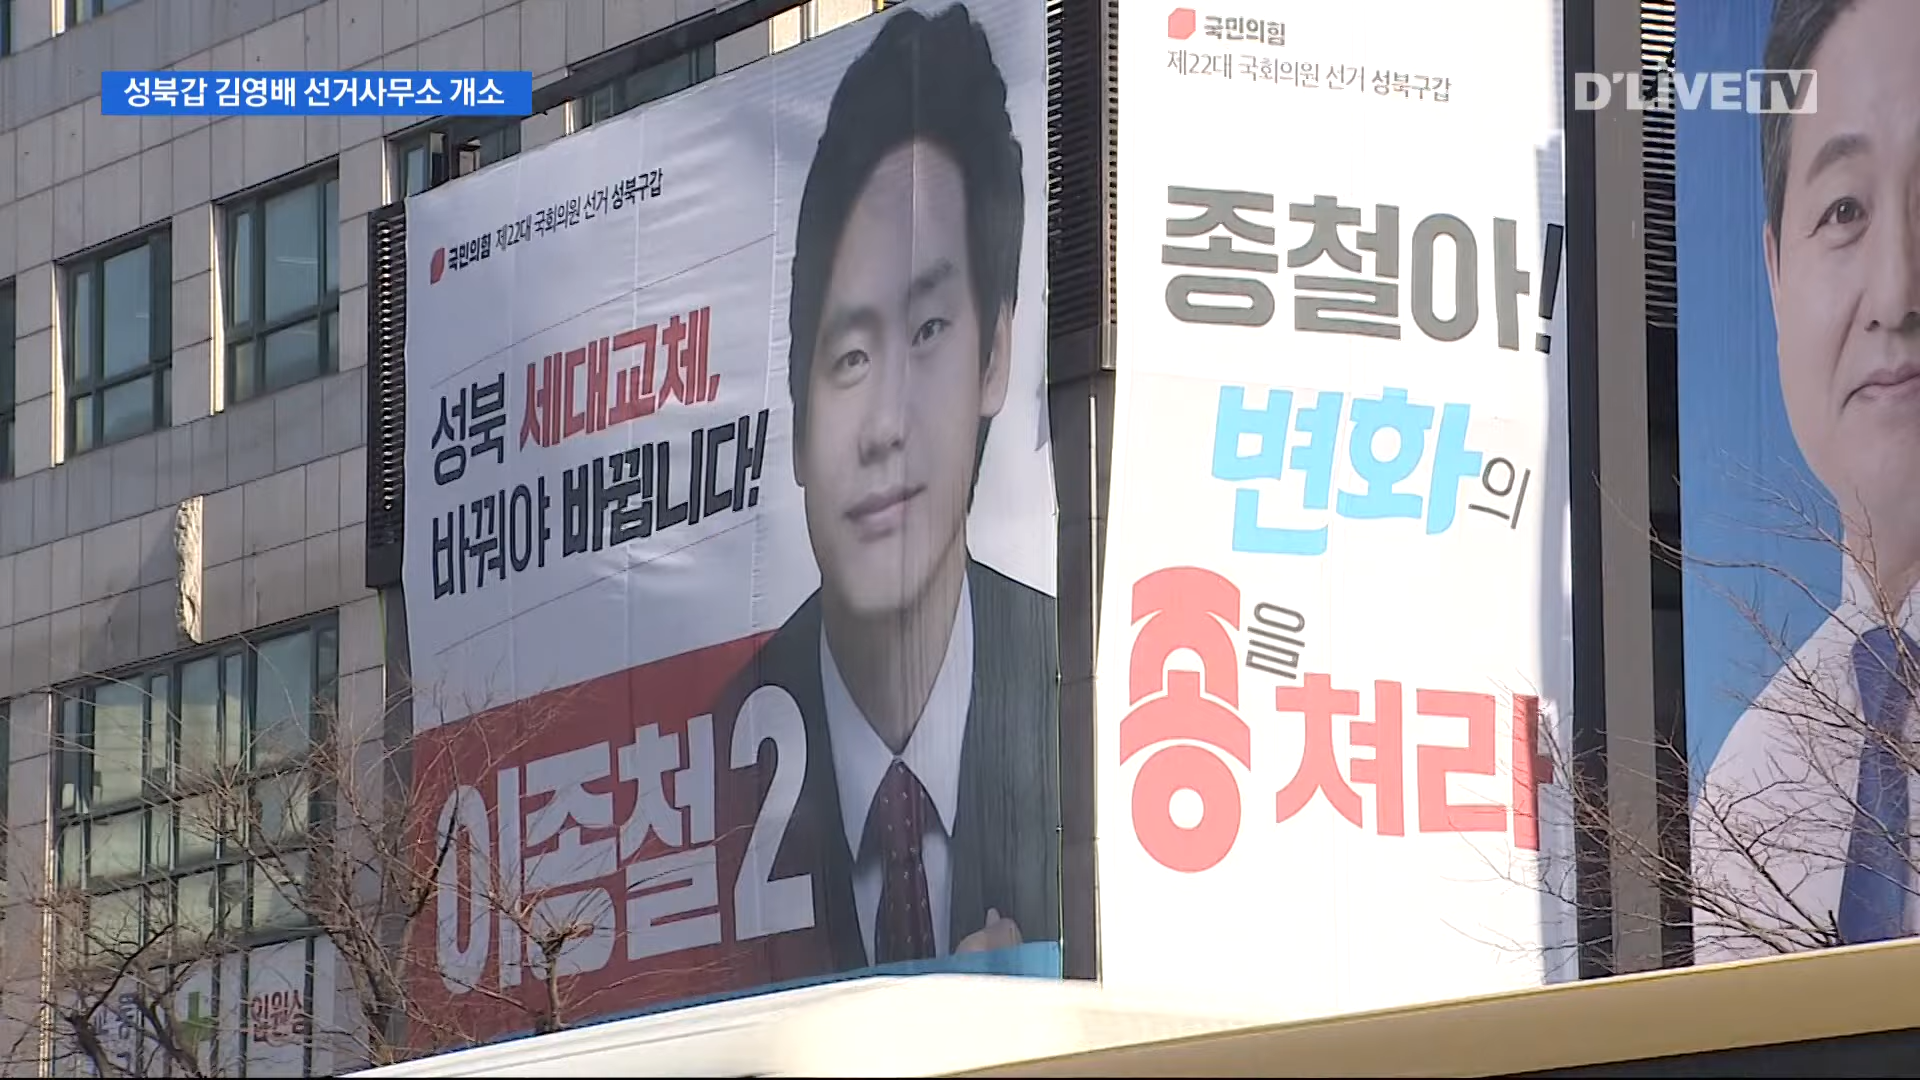 성북갑 김영배 선거사무소 개소
D'LIVE TV
국민의힘 제22대 국회의원 선거 성북구갑
성북 세대교체,
바꿔야 바뀝니다!
이종철 2
국민의힘
제22대 국회의원 선거 성북구갑
종철아!
변화의
종을
쳐라